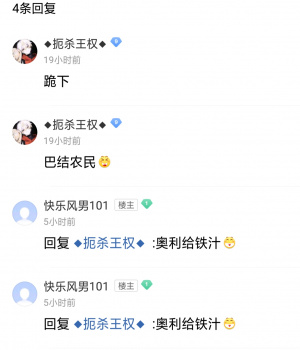 4条回复
◆扼杀王权◆
19小时前
跪下
◆扼杀王权◆
19小时前
巴结农民
快乐风男101 楼主
5小时前
回复 ◆扼杀王权◆ :奥利给铁汁
快乐风男101 楼主
5小时前
回复 ◆扼杀王权◆ :奥利给铁汁